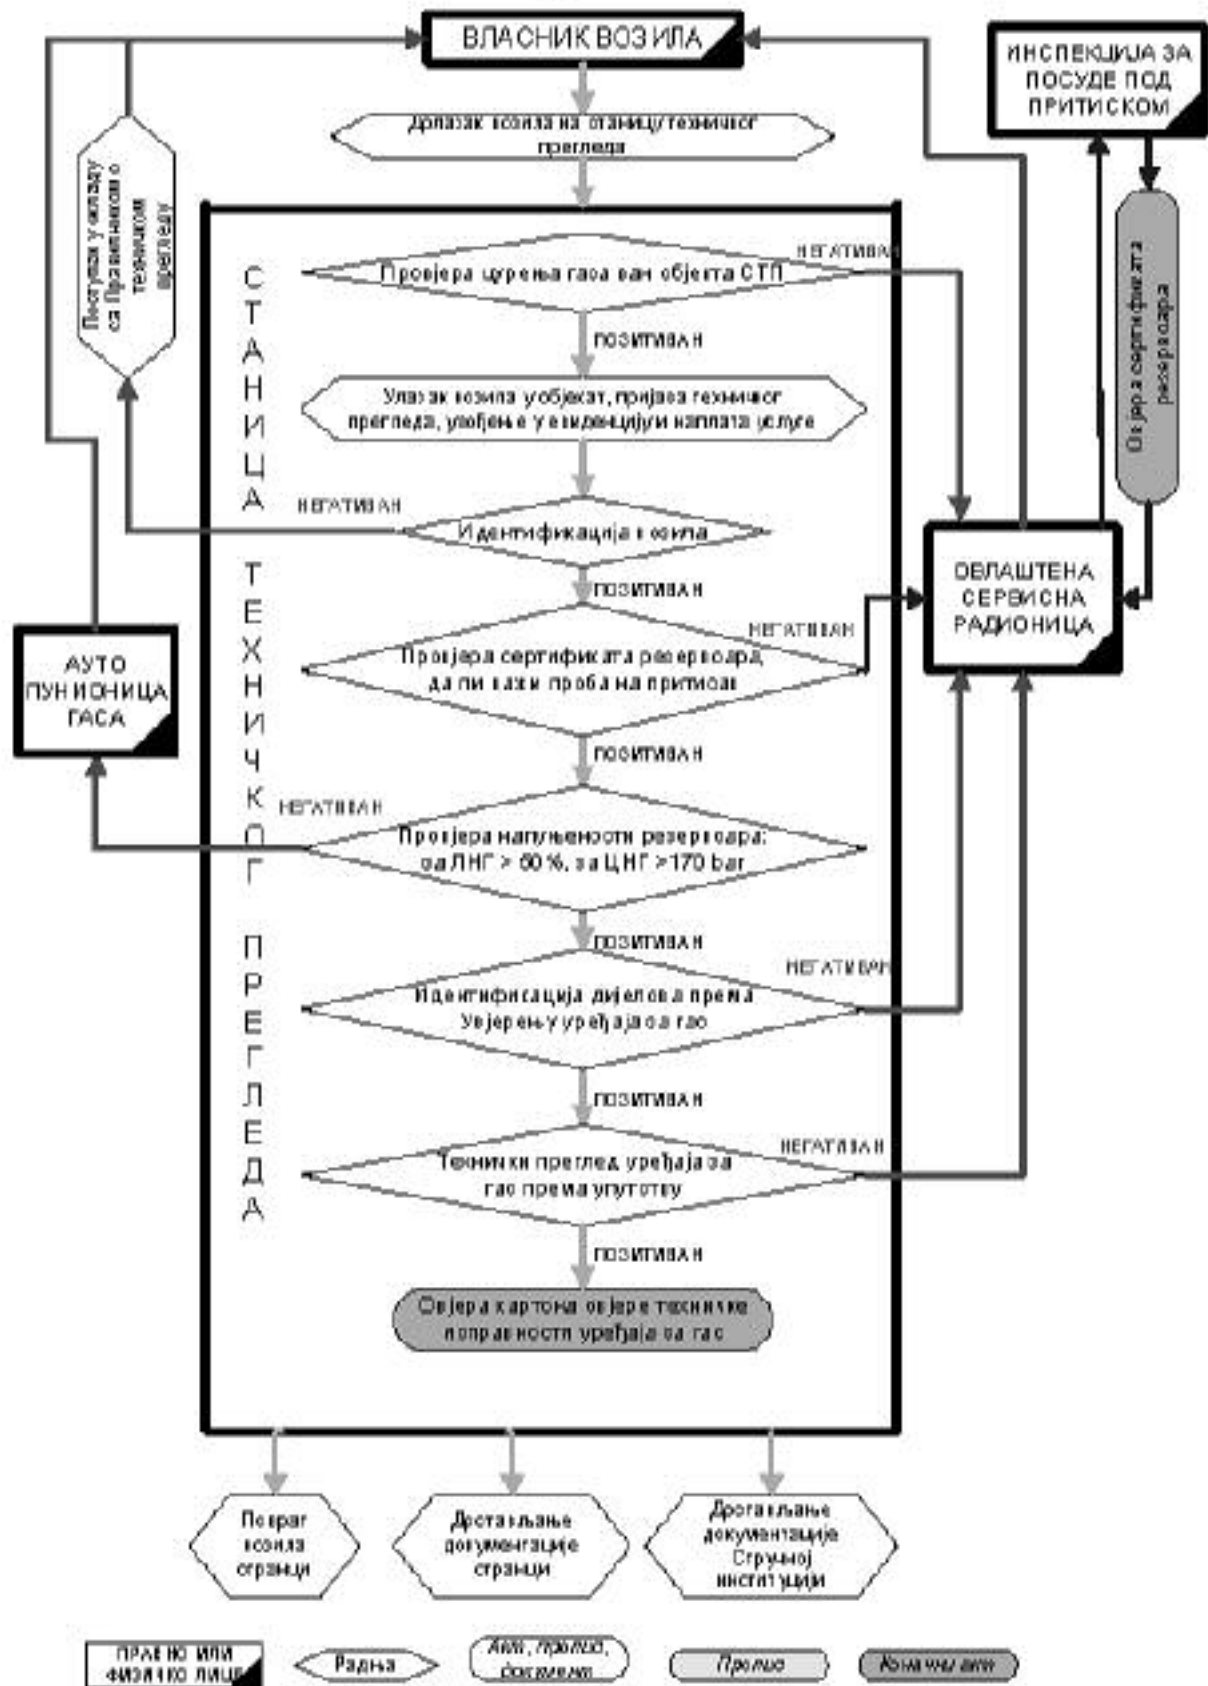 ВЛАСНИК ВОЗИЛА
ИНСПЕКЦИЈА ЗА
ПОСУДЕ ПОД
ПРИТИСКОМ
Долазак возила на станицу техничког
прегледа
Поступак у складу
са Правилником о
техничком
прегледу
Овјера сертификата
резервоара
СТАНИЦА ТЕХНИЧКОГ ПРЕГЛЕДА
Провјера цурења гаса ван објекта СТП
НЕГАТИВАН
ПОЗИТИВАН
Улазак возила у објекат, пријава техничког
прегледа, увођење у евиденцију и наплата услуге
НЕГАТИВАН
Идентификација возила
ПОЗИТИВАН
ОВЛАШТЕНА
СЕРВИСНА
РАДИОНИЦА
НЕГАТИВАН
Провјера сертификата резервоара,
да ли важи проба на притисак
АУТО
ПУНИОНИЦА
ГАСА
ПОЗИТИВАН
НЕГАТИВАН
Провјера напуњености резервоара:
за ЛНГ > 50%, за ЦНГ >170 bar
ПОЗИТИВАН
НЕГАТИВАН
Идентификација дијелова према
Увјерењу уређаја за гас
ПОЗИТИВАН
НЕГАТИВАН
Технички преглед уређаја за
гас према упутству
ПОЗИТИВАН
Овјера картона овјере техничке
исправности уређаја за гас
Поврат
возила
странци
Достављање
документације
странци
Достављање
документације
Стручној
институцији
ПРАВНО ИЛИ
ФИЗИЧКО ЛИЦЕ
Радња
Акт, пропис,
документ
Пропис
Коначни акт